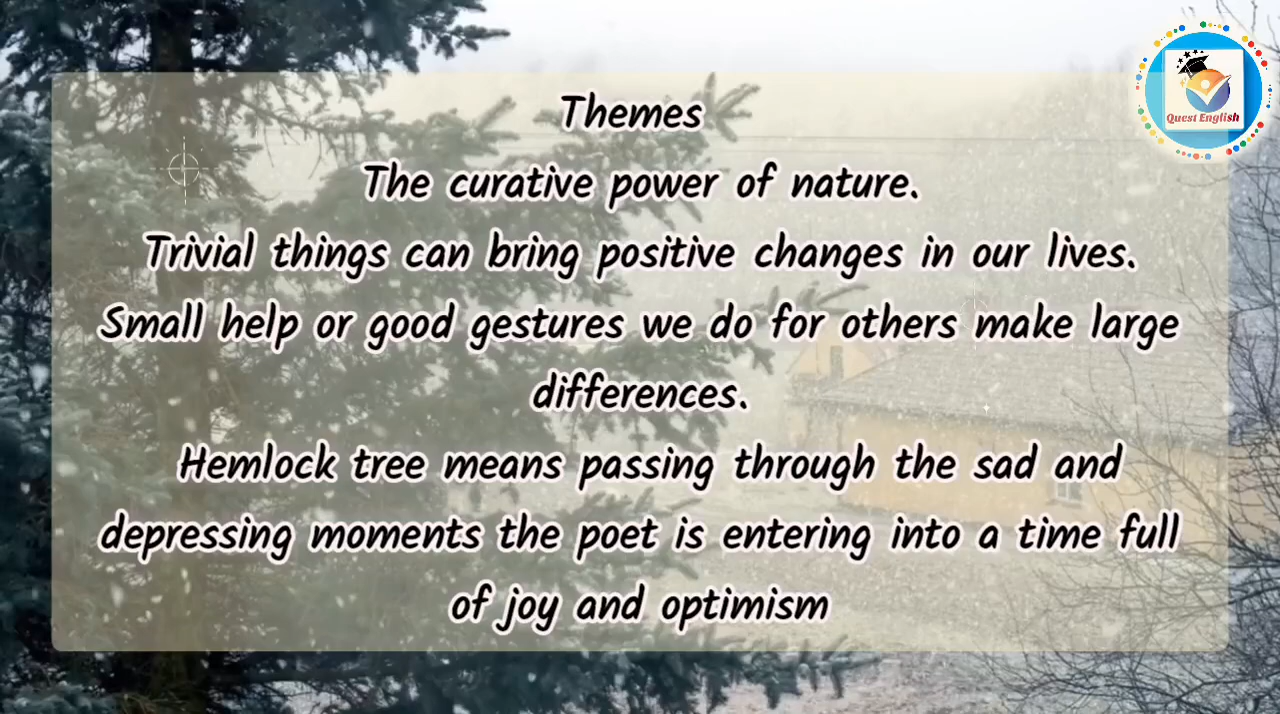 Quest English
Themes
The curative power of nature.
Trivial things can bring positive changes in our lives.
Small help or good gestures we do for others make large
differences.
Hemlock tree means passing through the sad and
depressing moments the poet is entering into a time full
of joy and optimism